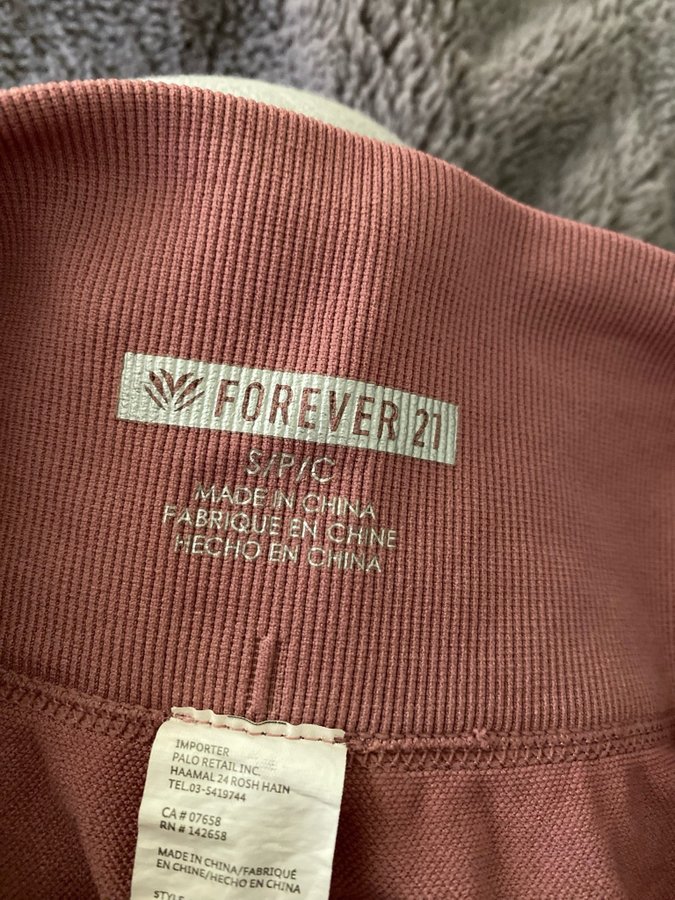 FOREVER 21
S/P/C
MADE IN CHINA
FABRIQUE EN CHINE
HECHO EN CHINA
IMPORTER
PALO RETAIL INC.
HAAMAL 24 ROSH HAIN
TEL.03-5419744
CA # 07658
RN # 142658
MADE IN CHINA/FABRIQUÉ
EN CHINE/HECHO EN CHINA
STYLE